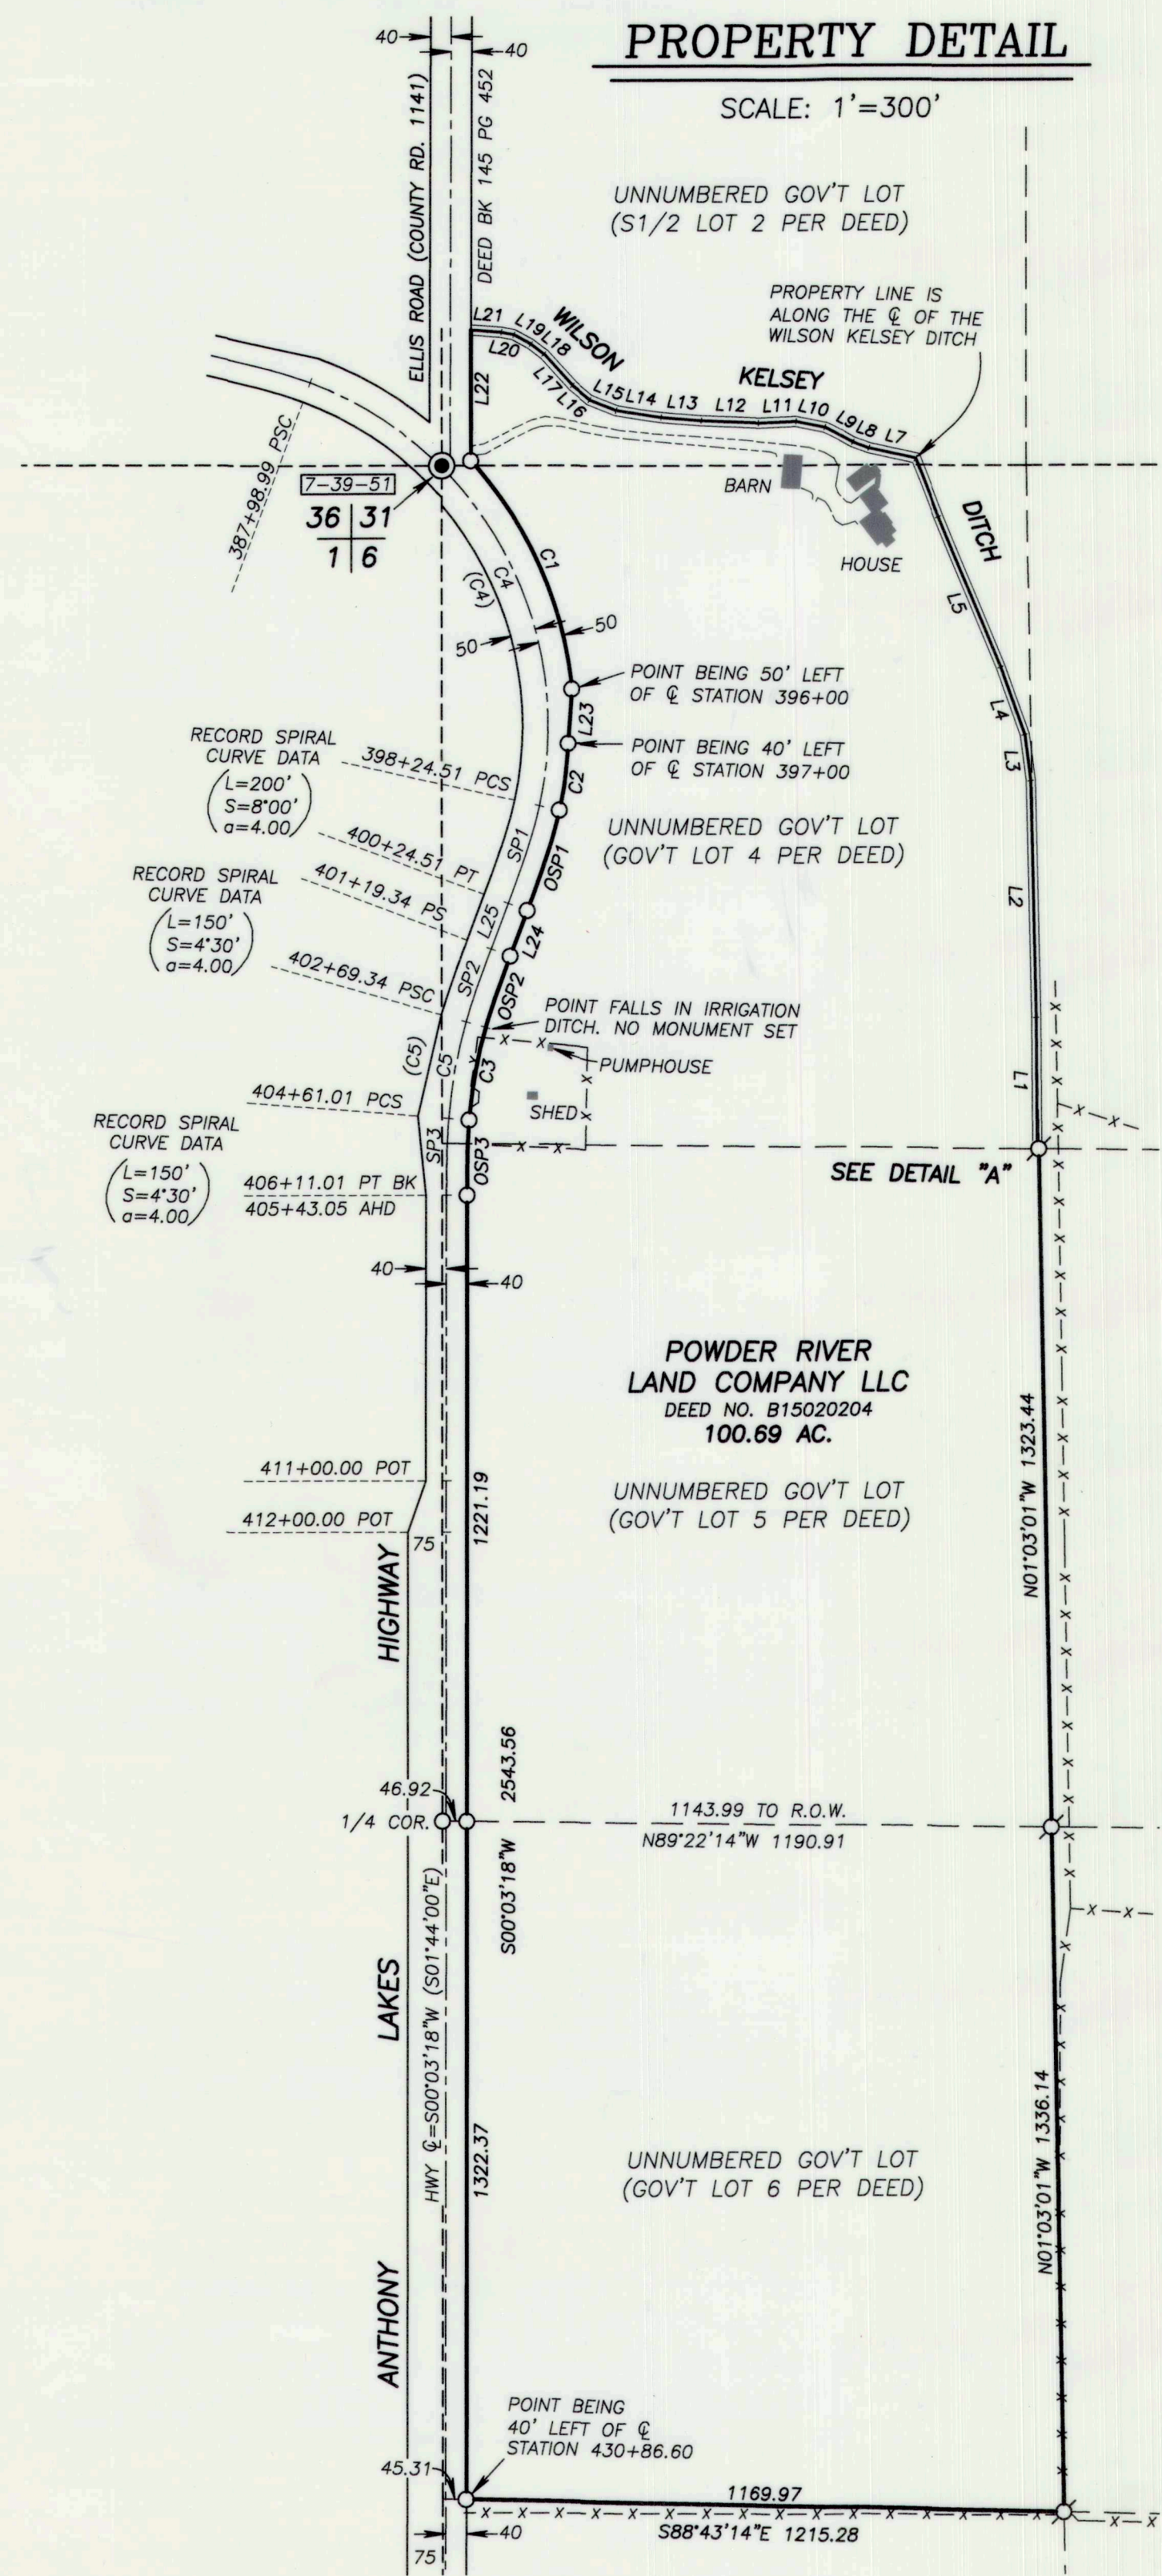 PROPERTY DETAIL
SCALE: 1'=300'
40
40
ELLIS ROAD (COUNTY RD. 1141)
DEED BK 145 PG 452
UNNUMBERED GOV'T LOT
(S1/2 LOT 2 PER DEED)
PROPERTY LINE IS
ALONG THE ℄ OF THE
WILSON KELSEY DITCH
WILSON
KELSEY
DITCH
L21
L20
L19
L18
L17
L16
L15
L14
L13
L12
L11
L10
L9
L8
L7
L22
387+98.99 PSC
7-39-51
36 31
1 6
BARN
HOUSE
C1
C4
(C4)
50
50
L5
L4
L3
L2
L1
POINT BEING 50' LEFT
OF ℄ STATION 396+00
L23
POINT BEING 40' LEFT
OF ℄ STATION 397+00
RECORD SPIRAL
CURVE DATA
(L=200'
S=8°00'
a=4.00)
398+24.51 PCS
C2
SP1
OSP1
400+24.51 PT
UNNUMBERED GOV'T LOT
(GOV'T LOT 4 PER DEED)
RECORD SPIRAL
CURVE DATA
(L=150'
S=4°30'
a=4.00)
401+19.34 PS
L25
L24
402+69.34 PSC
SP2
OSP2
POINT FALLS IN IRRIGATION
DITCH. NO MONUMENT SET
PUMPHOUSE
SHED
(C5)
C5
C3
404+61.01 PCS
RECORD SPIRAL
CURVE DATA
(L=150'
S=4°30'
a=4.00)
SP3
OSP3
406+11.01 PT BK
405+43.05 AHD
SEE DETAIL "A"
40
40
POWDER RIVER
LAND COMPANY LLC
DEED NO. B15020204
100.69 AC.
N01°03'01"W 1323.44
411+00.00 POT
412+00.00 POT
75
1221.19
UNNUMBERED GOV'T LOT
(GOV'T LOT 5 PER DEED)
HIGHWAY
2543.56
46.92
1/4 COR.
1143.99 TO R.O.W.
N89°22'14"W 1190.91
S00°03'18"W
HWY ℄=S00°03'18"W (S01°44'00"E)
LAKES
1322.37
N01°03'01"W 1336.14
UNNUMBERED GOV'T LOT
(GOV'T LOT 6 PER DEED)
ANTHONY
POINT BEING
40' LEFT OF ℄
STATION 430+86.60
45.31
1169.97
S88°43'14"E 1215.28
40
75